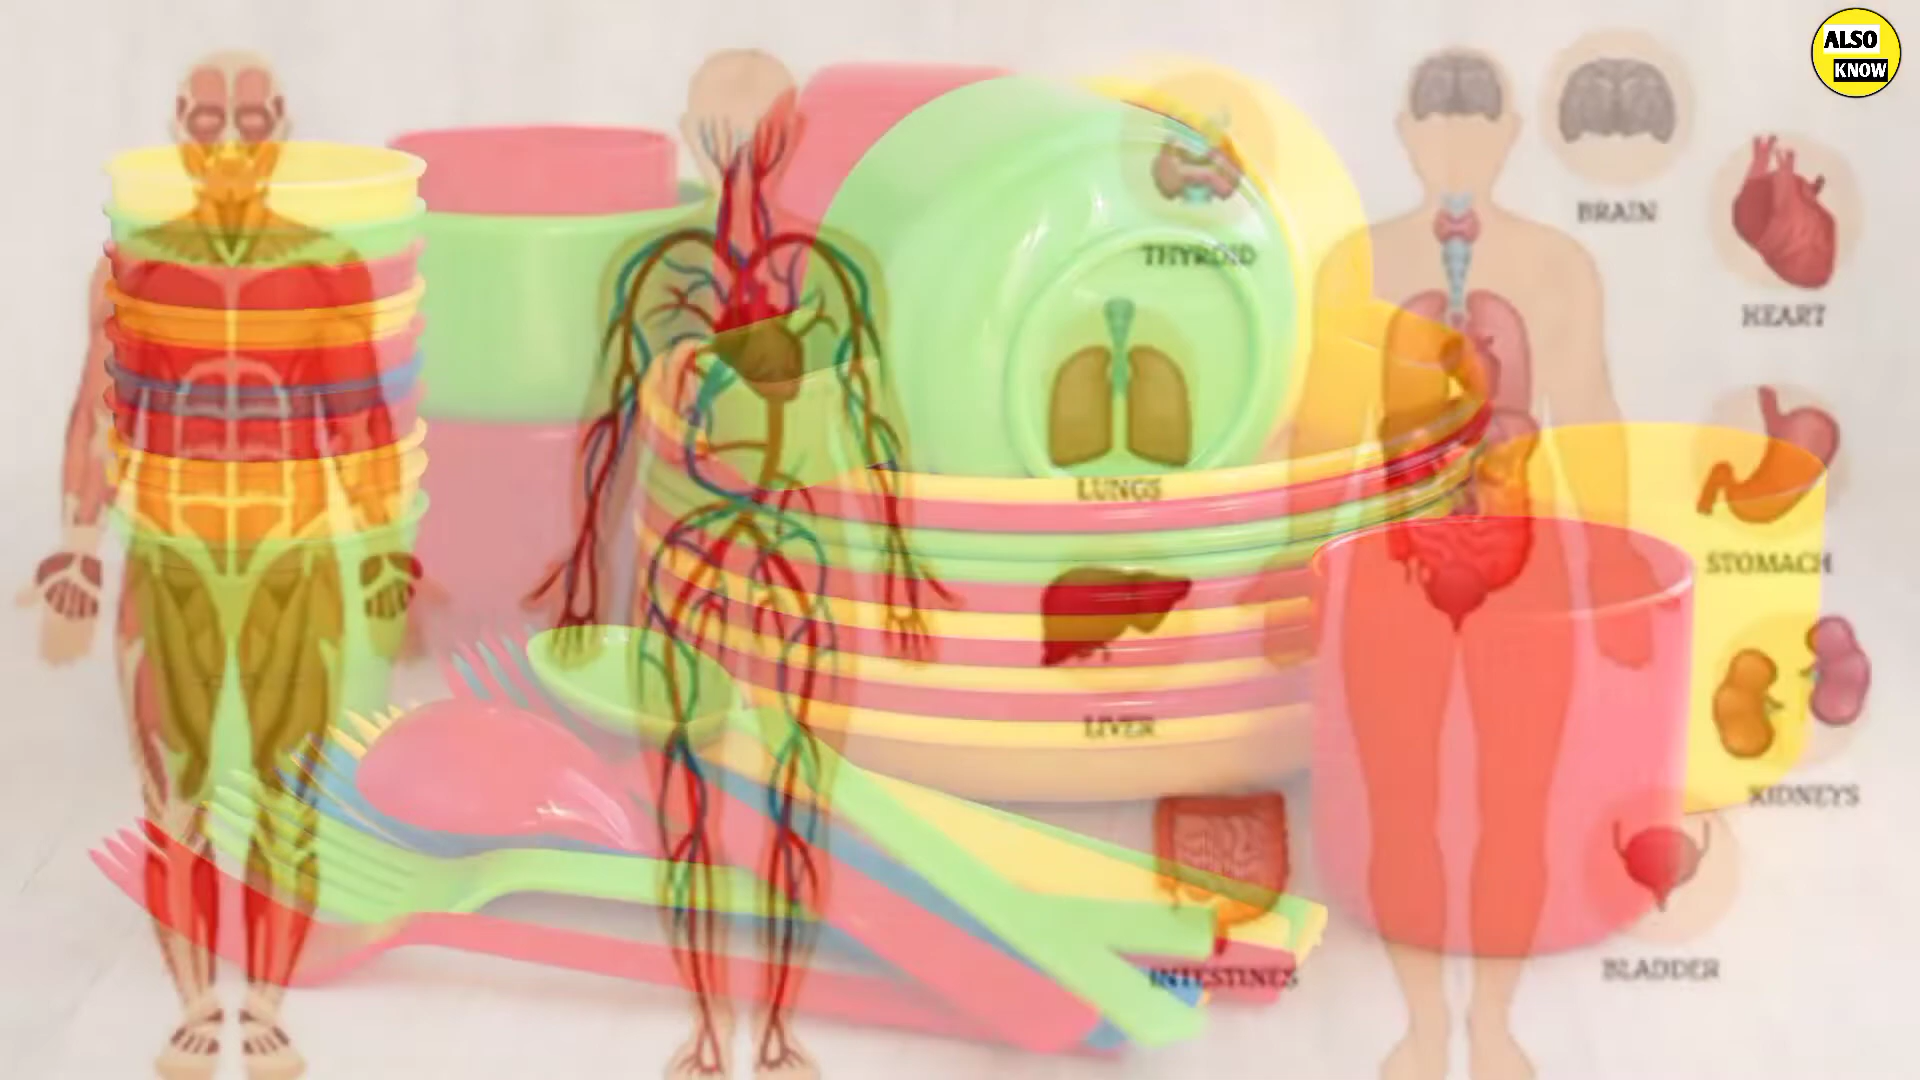 ALSO
KNOW
BRAIN
THYROID
HEART
LUNGS
STOMACH
LIVER
KIDNEYS
BLADDER
INTESTINES